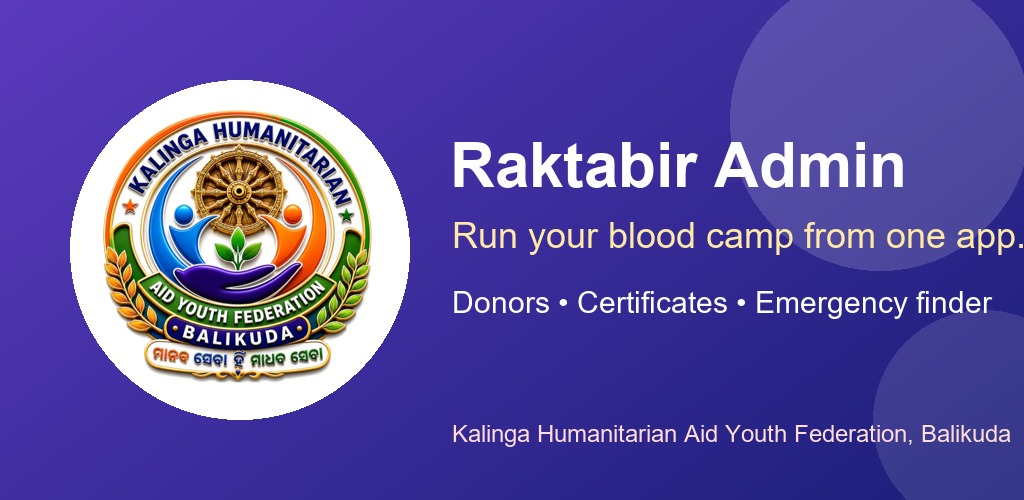 KALINGA HUMANITARIAN
AID YOUTH FEDERATION
BALIKUDA
ମାନବ ସେବା ହିଁ ମାଧବ ସେବା
Raktabir Admin
Run your blood camp from one app.
Donors • Certificates • Emergency finder
Kalinga Humanitarian Aid Youth Federation, Balikuda